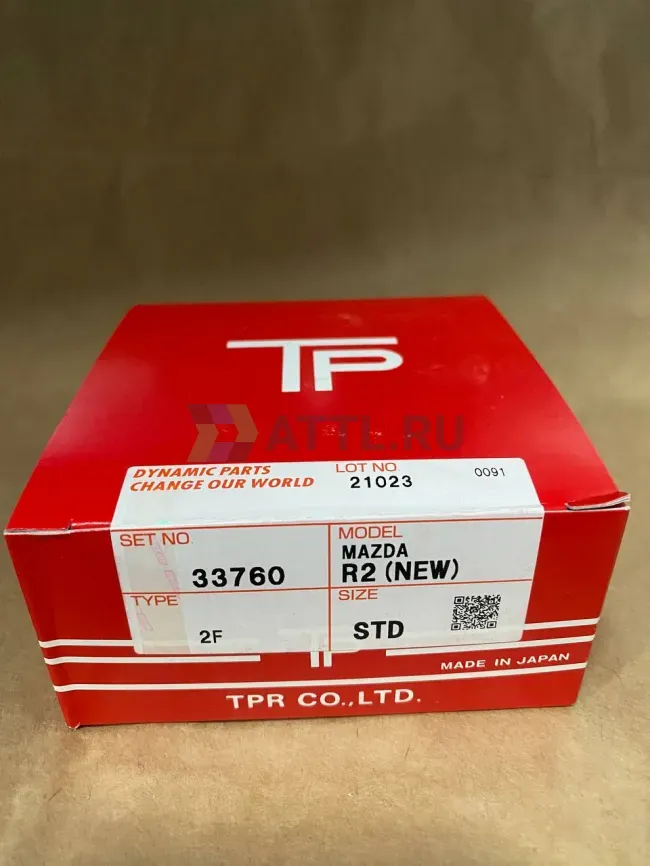 TP
ATTL.RU
DYNAMIC PARTS
CHANGE OUR WORLD
LOT NO.
21023
0091
SET NO.
33760
MODEL
MAZDA
R2 (NEW)
TYPE
2F
SIZE
STD
MADE IN JAPAN
TPR CO.,LTD.